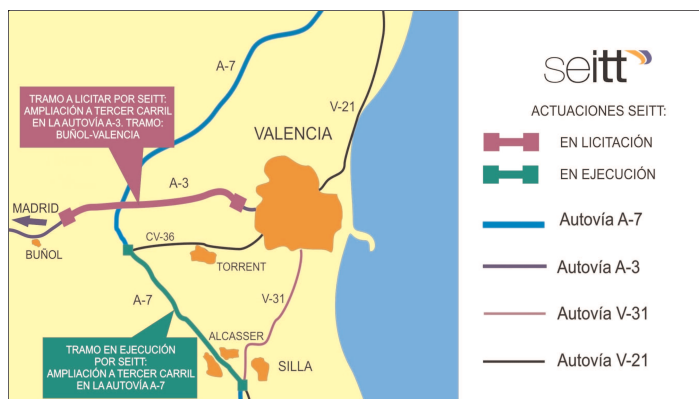 A-7
V-21
TRAMO A LICITAR POR SEITT:
AMPLIACIÓN A TERCER CARRIL
EN LA AUTOVÍA A-3. TRAMO:
BUÑOL-VALENCIA
VALENCIA
A-3
MADRID
BUÑOL
CV-36
TORRENT
A-7
V-31
ALCASSER
SILLA
TRAMO EN EJECUCIÓN
POR SEITT:
AMPLIACIÓN A TERCER CARRIL
EN LA AUTOVÍA A-7
seitt
ACTUACIONES SEITT:
EN LICITACIÓN
EN EJECUCIÓN
Autovía A-7
Autovía A-3
Autovía V-31
Autovía V-21